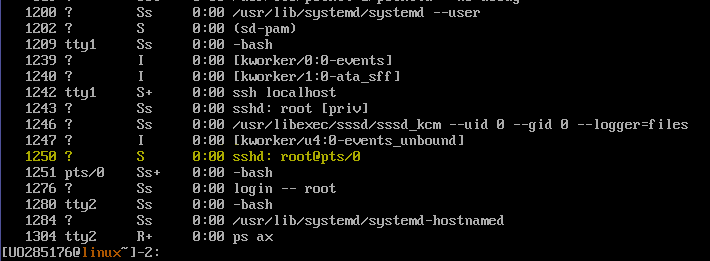 1200 ? Ss 0:00 /usr/lib/systemd/systemd --user
1202 ? S 0:00 (sd-pam)
1209 tty1 Ss 0:00 -bash
1239 ? I 0:00 [kworker/0:0-events]
1240 ? I 0:00 [kworker/1:0-ata_sff]
1242 tty1 S+ 0:00 ssh localhost
1243 ? Ss 0:00 sshd: root [priv]
1246 ? Ss 0:00 /usr/libexec/sssd/sssd_kcm --uid 0 --gid 0 --logger=files
1247 ? I 0:00 [kworker/u4:0-events_unbound]
1250 ? S 0:00 sshd: root@pts/0
1251 pts/0 Ss+ 0:00 -bash
1276 ? Ss 0:00 login -- root
1280 tty2 Ss 0:00 -bash
1284 ? Ss 0:00 /usr/lib/systemd/systemd-hostnamed
1304 tty2 R+ 0:00 ps ax
[UO285176@linux~]-2: